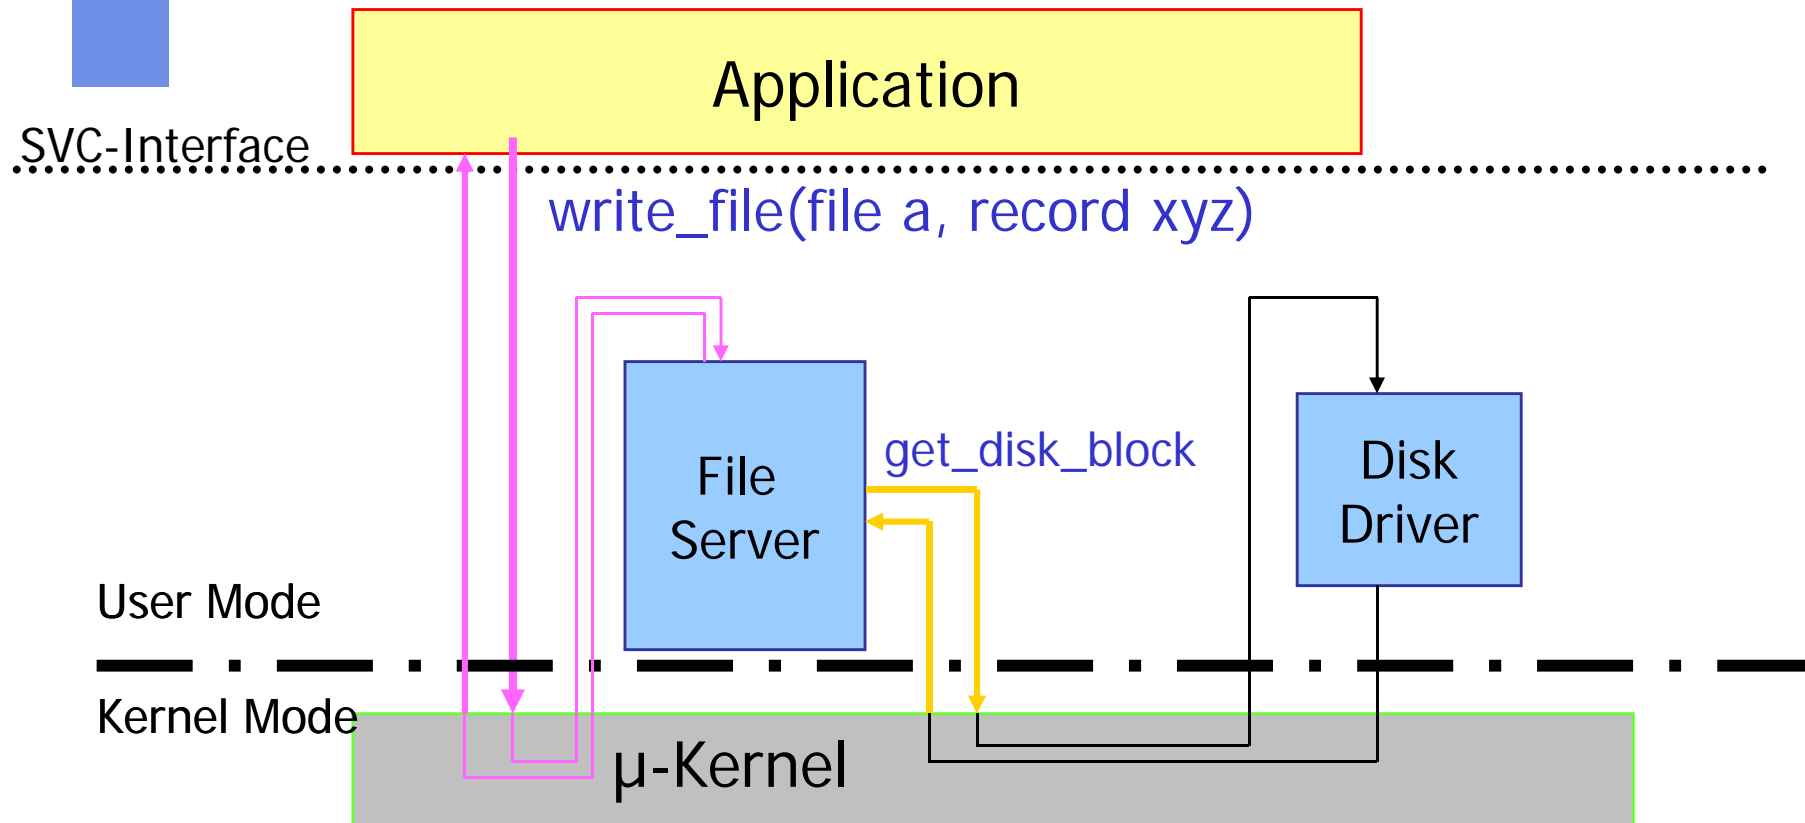 Application
SVC-Interface
write_file(file a, record xyz)
get_disk_block
File
Server
Disk
Driver
User Mode
Kernel Mode
µ-Kernel